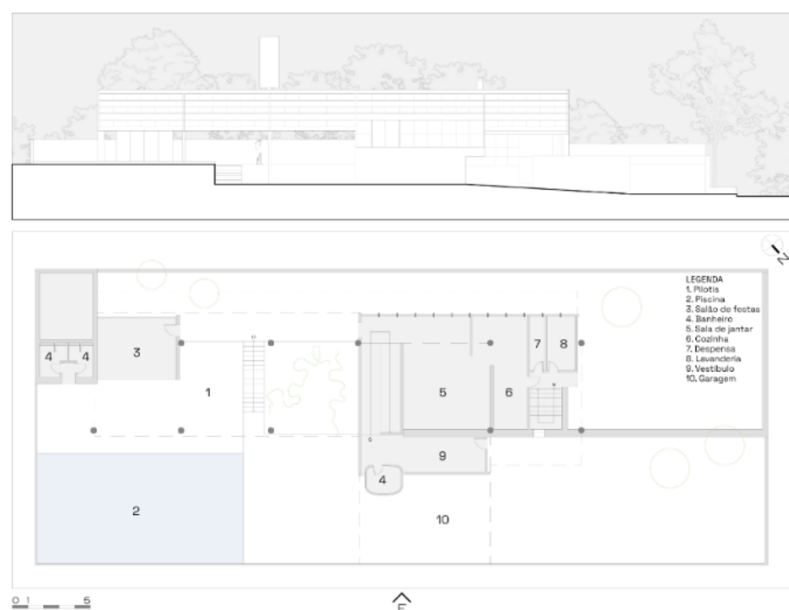 N
LEGENDA
1. Pilotis
2. Piscina
3. Salão de festas
4. Banheiro
5. Sala de jantar
6. Cozinha
7. Despensa
8. Lavanderia
9. Vestíbulo
10. Garagem
4 4
3
7
8
1
5
6
9
4
2
10
0 1 5
F